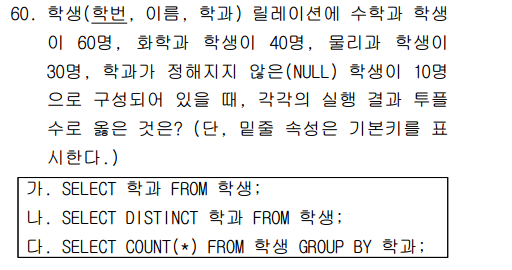 60. 학생(학번, 이름, 학과) 릴레이션에 수학과 학생
이 60명, 화학과 학생이 40명, 물리과 학생이
30명, 학과가 정해지지 않은(NULL) 학생이 10명
으로 구성되어 있을 때, 각각의 실행 결과 투플
수로 옳은 것은? (단, 밑줄 속성은 기본키를 표
시한다.)
가. SELECT 학과 FROM 학생;
나. SELECT DISTINCT 학과 FROM 학생;
다. SELECT COUNT(*) FROM 학생 GROUP BY 학과;